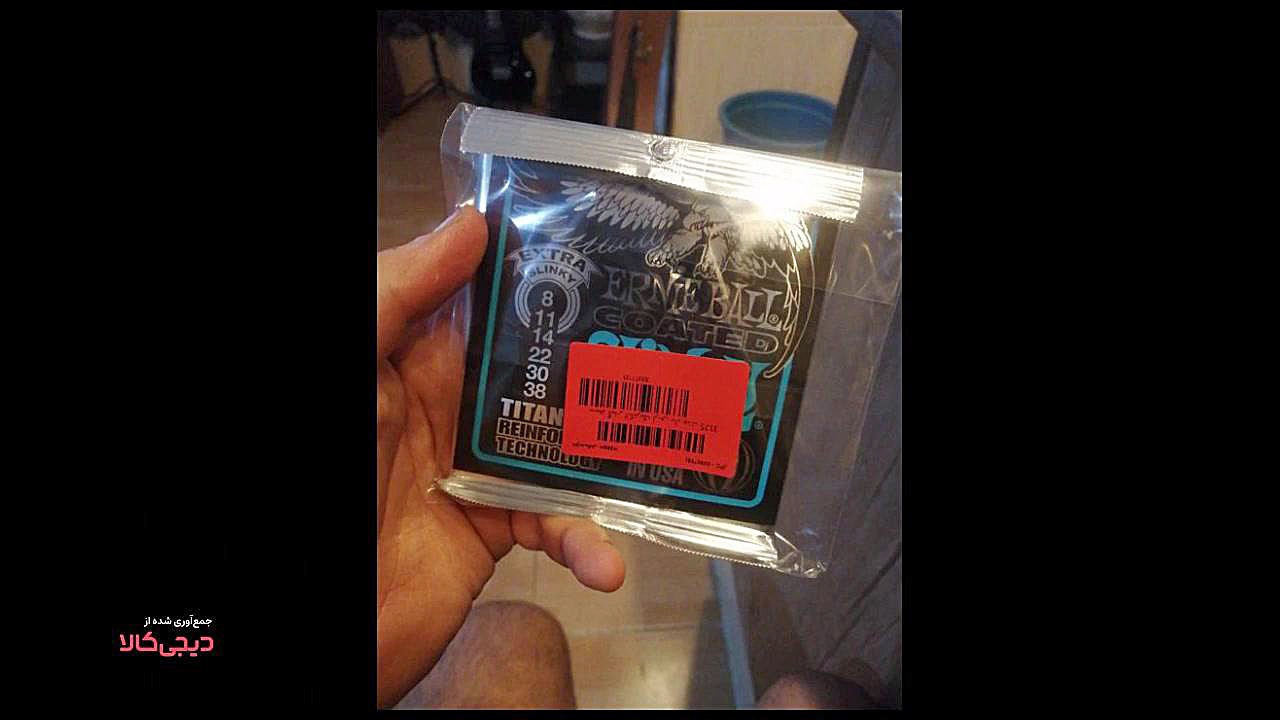 EXTRA
SLINKY
8
11
14
22
30
38
ERNIE BALL
COATED
TITAN
REINFO
TECHNOLOGY
IN USA
3125
جمع‌آوری شده از
دیجی‌کالا